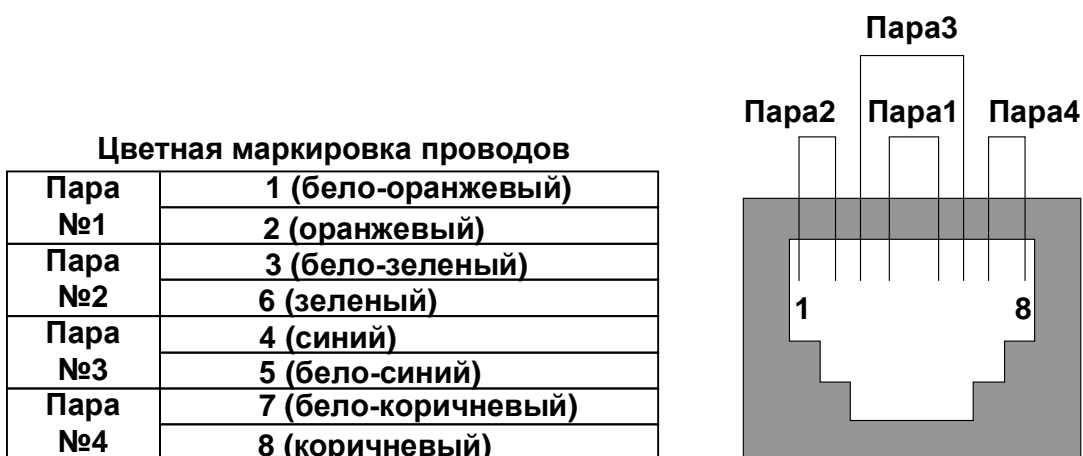 Цветная маркировка проводов
Пара №1
1 (бело-оранжевый)
2 (оранжевый)
Пара №2
3 (бело-зеленый)
6 (зеленый)
Пара №3
4 (синий)
5 (бело-синий)
Пара №4
7 (бело-коричневый)
8 (коричневый)
Пара3
Пара2 Пара1 Пара4
1 8